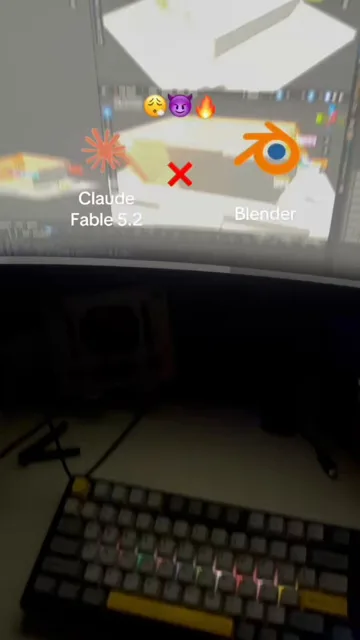 😮‍💨😈🔥
Claude
Fable 5.2
❌
Blender